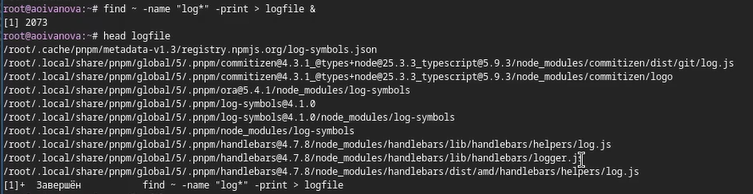 root@aoivanova:~# find ~ -name "log*" -print > logfile &
[1] 2073
root@aoivanova:~# head logfile
/root/.cache/pnpm/metadata-v1.3/registry.npmjs.org/log-symbols.json
/root/.local/share/pnpm/global/5/.pnpm/commitizen@4.3.1_@types+node@25.3.3_typescript@5.9.3/node_modules/commitizen/dist/git/log.js
/root/.local/share/pnpm/global/5/.pnpm/commitizen@4.3.1_@types+node@25.3.3_typescript@5.9.3/node_modules/commitizen/logo
/root/.local/share/pnpm/global/5/.pnpm/ora@5.4.1/node_modules/log-symbols
/root/.local/share/pnpm/global/5/.pnpm/log-symbols@4.1.0
/root/.local/share/pnpm/global/5/.pnpm/log-symbols@4.1.0/node_modules/log-symbols
/root/.local/share/pnpm/global/5/.pnpm/node_modules/log-symbols
/root/.local/share/pnpm/global/5/.pnpm/handlebars@4.7.8/node_modules/handlebars/lib/handlebars/helpers/log.js
/root/.local/share/pnpm/global/5/.pnpm/handlebars@4.7.8/node_modules/handlebars/lib/handlebars/logger.js
/root/.local/share/pnpm/global/5/.pnpm/handlebars@4.7.8/node_modules/handlebars/dist/amd/handlebars/helpers/log.js
[1]+  Завершён        find ~ -name "log*" -print > logfile